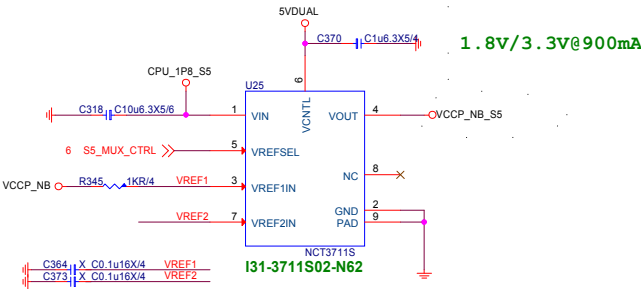 5VDUAL
C370 C1u6.3X5/4
1.8V/3.3V@900mA
CPU_1P8_S5
U25
6
C318 C10u6.3X5/6
1 VIN VCNTL VOUT 4 VCCP_NB_S5
6 S5_MUX_CTRL 5 VREFSEL
NC 8
VCCP_NB R345 1KR/4 VREF1 3 VREF1IN
VREF2 7 VREF2IN
GND 2
PAD 9
NCT3711S
I31-3711S02-N62
C364 X_C0.1u16X/4 VREF1
C373 X_C0.1u16X/4 VREF2